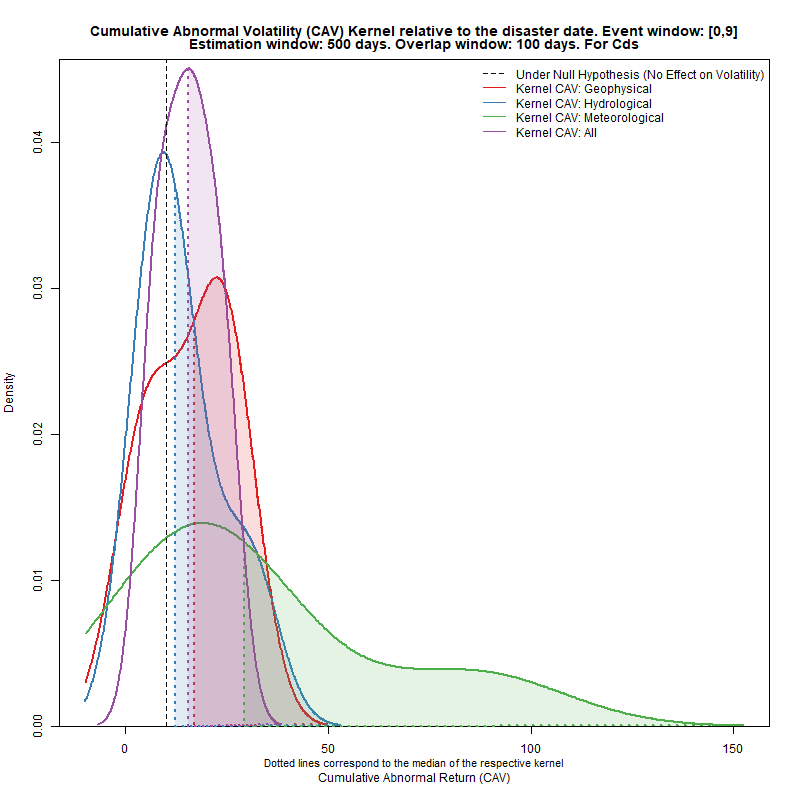 Cumulative Abnormal Volatility (CAV) Kernel relative to the disaster date. Event window: [0,9]
Estimation window: 500 days. Overlap window: 100 days. For Cds
Under Null Hypothesis (No Effect on Volatility)
Kernel CAV: Geophysical
Kernel CAV: Hydrological
Kernel CAV: Meteorological
Kernel CAV: All
Density
0.04
0.03
0.02
0.01
0.00
0 50 100 150
Dotted lines correspond to the median of the respective kernel
Cumulative Abnormal Return (CAV)